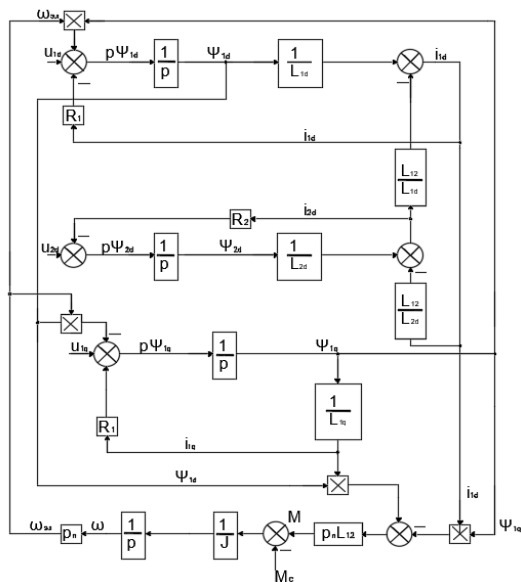 ωэл
u1d pΨ1d 1/p Ψ1d 1/L1d i1d
R1 i1d
L12/L1d
R2 i2d
u2d pΨ2d 1/p Ψ2d 1/L2d
L12/L2d
u1q pΨ1q 1/p Ψ1q
1/L1q
R1
i1q
Ψ1d i1d
ωэл pn ω 1/p 1/J M pnL12 Ψ1q
Mc